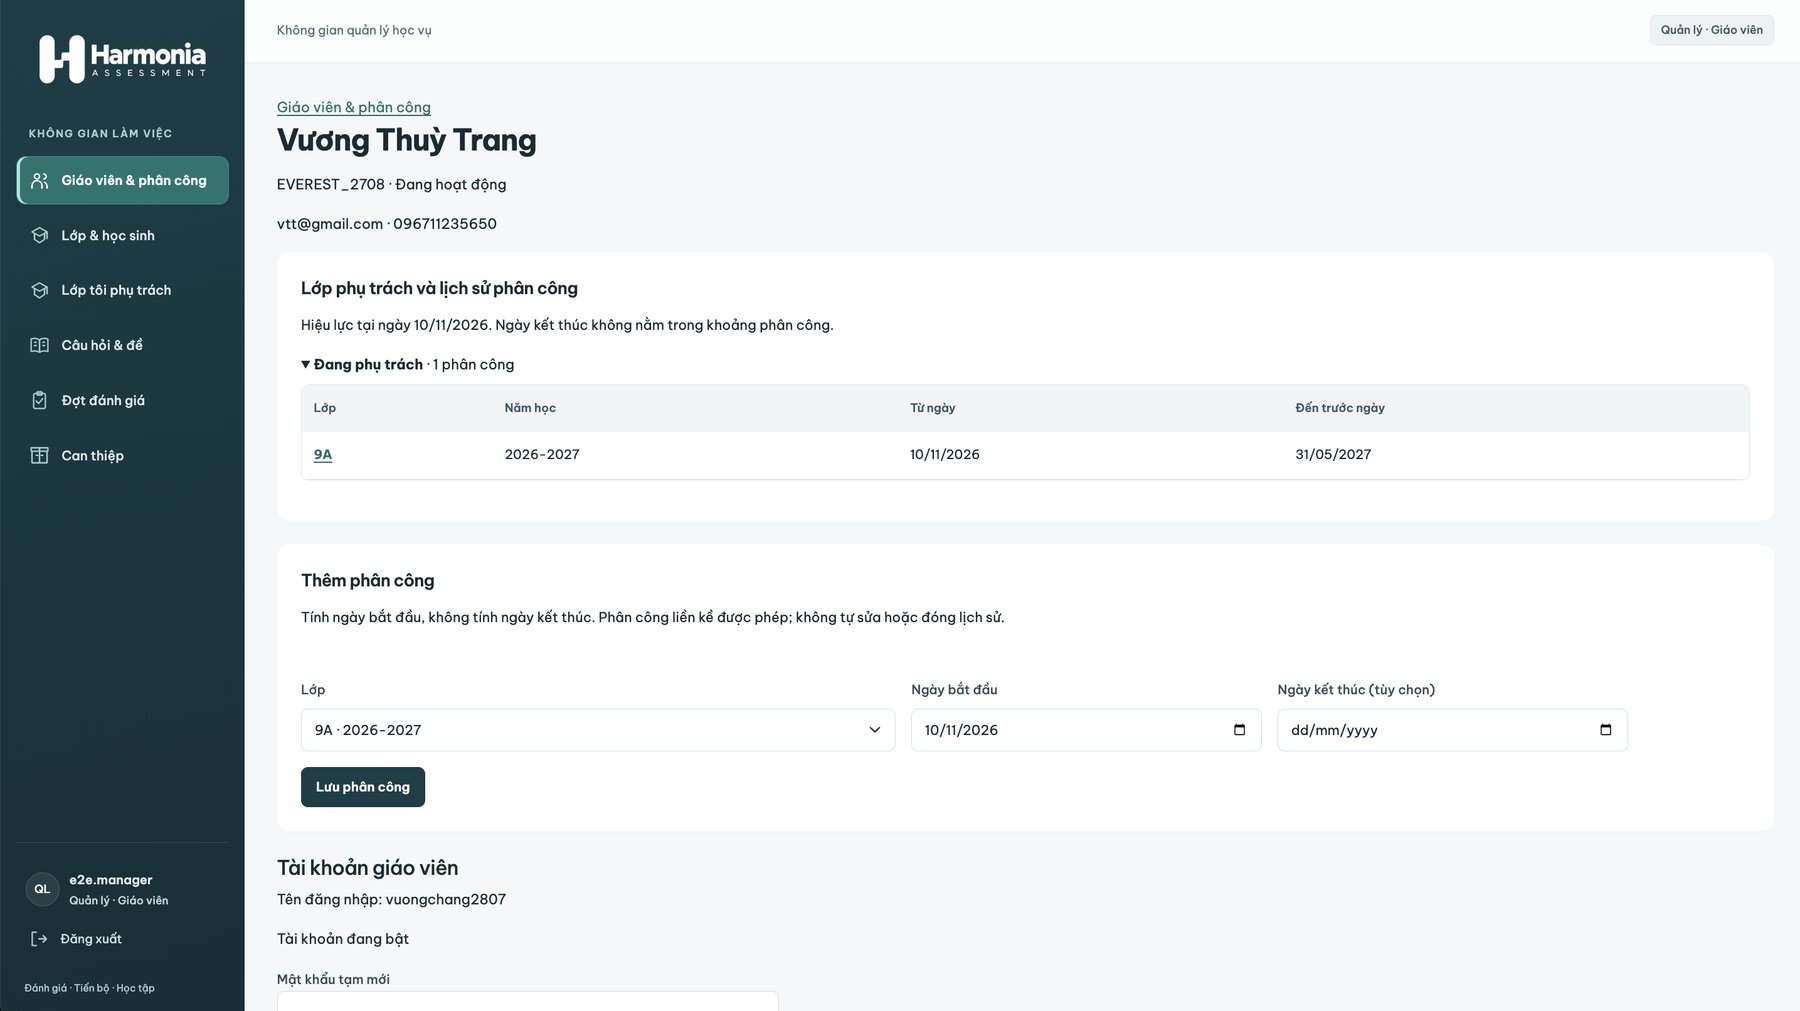 Harmonia
ASSESSMENT
KHÔNG GIAN LÀM VIỆC
Giáo viên & phân công
Lớp & học sinh
Lớp tôi phụ trách
Câu hỏi & đề
Đợt đánh giá
Can thiệp
QL
e2e.manager
Quản lý · Giáo viên
Đăng xuất
Đánh giá · Tiến bộ · Học tập
Không gian quản lý học vụ
Quản lý · Giáo viên
Giáo viên & phân công
Vương Thuỳ Trang
EVEREST_2708 · Đang hoạt động
vtt@gmail.com · 096711235650
Lớp phụ trách và lịch sử phân công
Hiệu lực tại ngày 10/11/2026. Ngày kết thúc không nằm trong khoảng phân công.
▼ Đang phụ trách · 1 phân công
Lớp Năm học Từ ngày Đến trước ngày
9A 2026-2027 10/11/2026 31/05/2027
Thêm phân công
Tính ngày bắt đầu, không tính ngày kết thúc. Phân công liền kề được phép; không tự sửa hoặc đóng lịch sử.
Lớp Ngày bắt đầu Ngày kết thúc (tùy chọn)
9A · 2026-2027 10/11/2026 dd/mm/yyyy
Lưu phân công
Tài khoản giáo viên
Tên đăng nhập: vuongchang2807
Tài khoản đang bật
Mật khẩu tạm mới